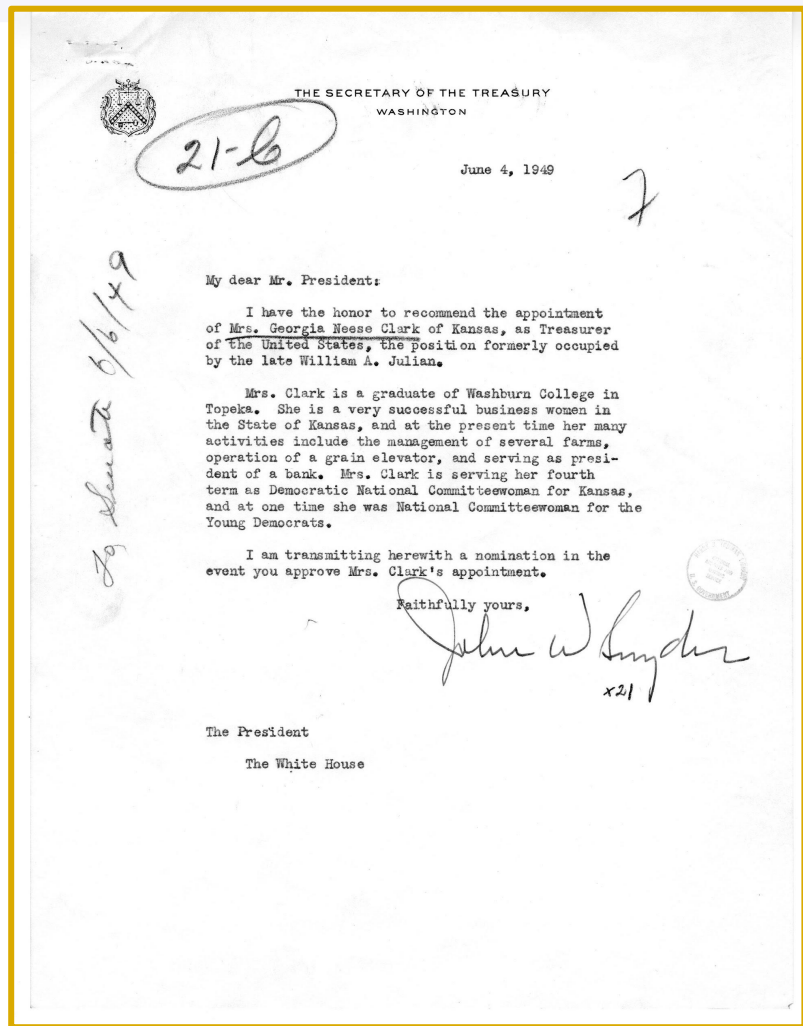 THE SECRETARY OF THE TREASURY
WASHINGTON
21-6
June 4, 1949
7
To Senate 6/6/49
My dear Mr. President:
I have the honor to recommend the appointment
of Mrs. Georgia Neese Clark of Kansas, as Treasurer
of the United States, the position formerly occupied
by the late William A. Julian.
Mrs. Clark is a graduate of Washburn College in
Topeka. She is a very successful business women in
the State of Kansas, and at the present time her many
activities include the management of several farms,
operation of a grain elevator, and serving as presi-
dent of a bank. Mrs. Clark is serving her fourth
term as Democratic National Committeewoman for Kansas,
and at one time she was National Committeewoman for the
Young Democrats.
I am transmitting herewith a nomination in the
event you approve Mrs. Clark's appointment.
Faithfully yours,
John W Snyder
x21
The President
The White House